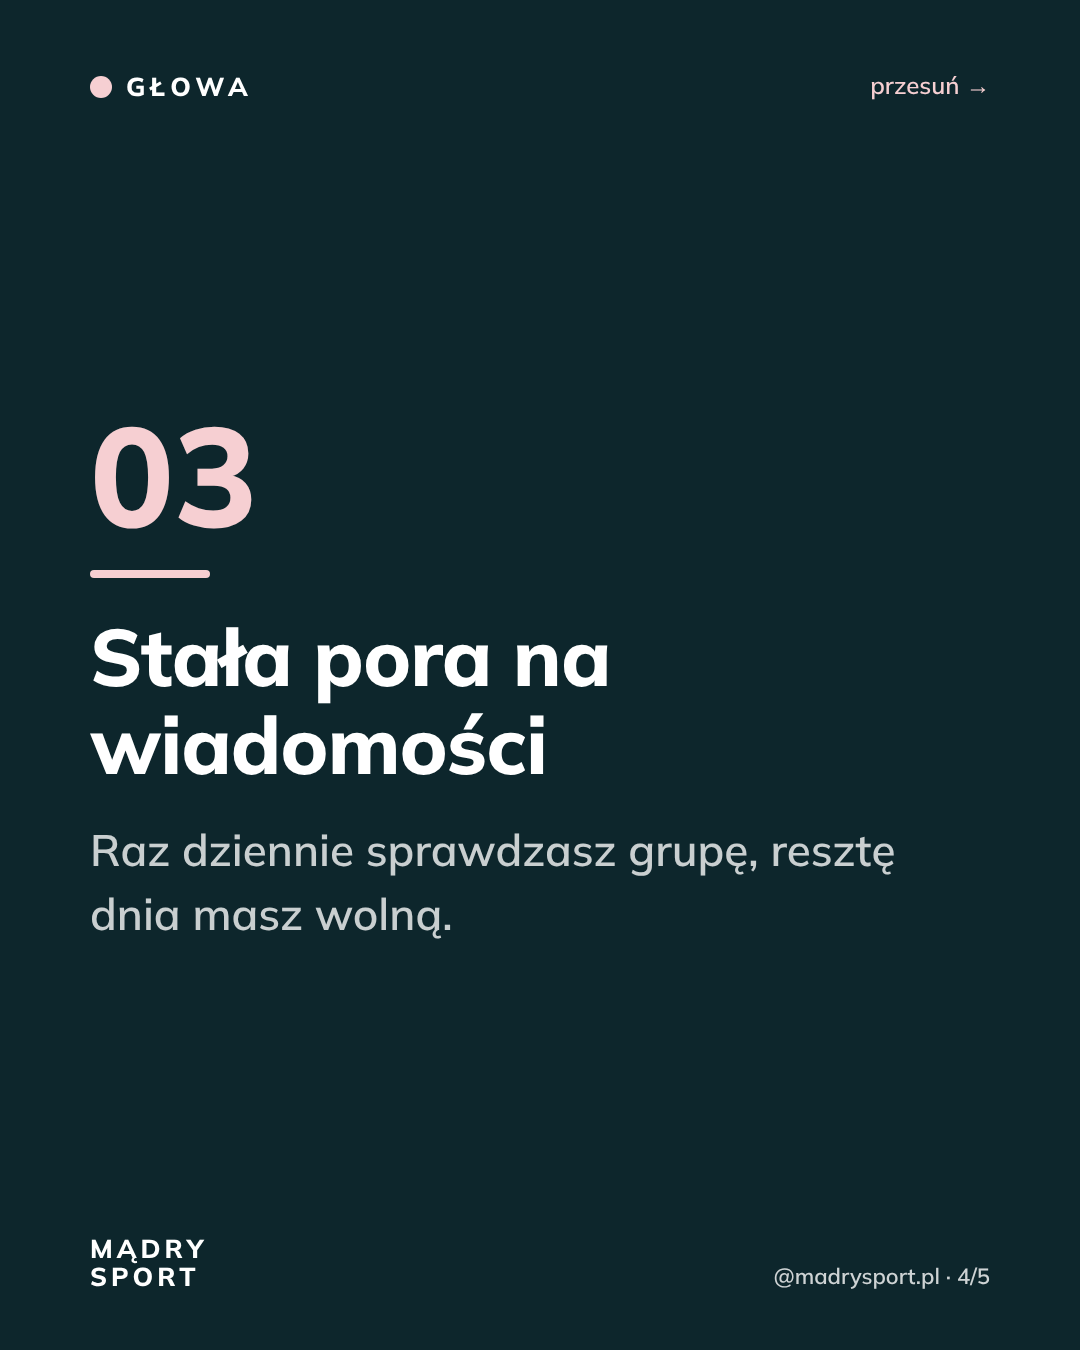 GŁOWA
przesuń →
03
Stała pora na
wiadomości
Raz dziennie sprawdzasz grupę, resztę
dnia masz wolną.
MĄDRY
SPORT
@madrysport.pl · 4/5